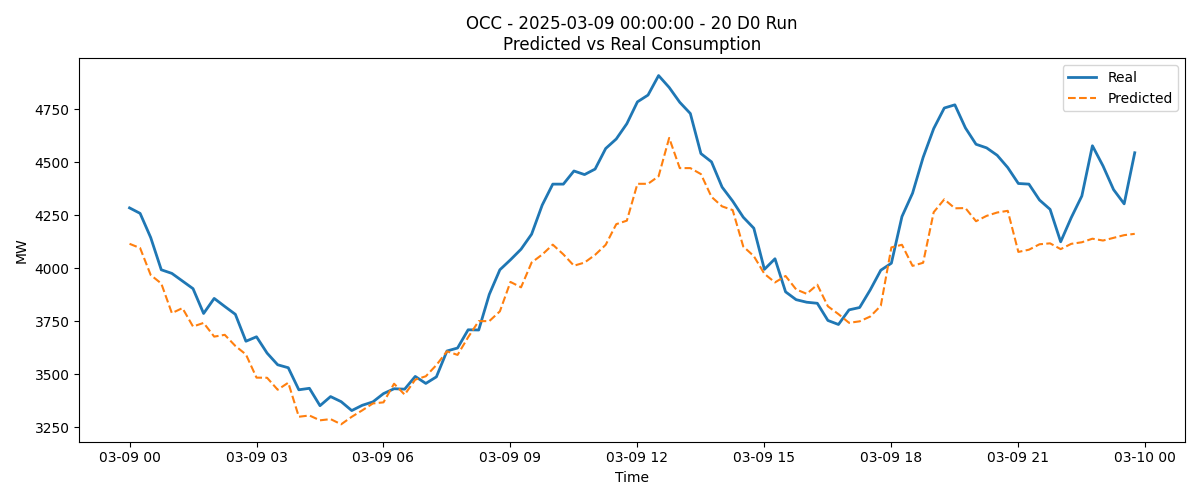 OCC - 2025-03-09 00:00:00 - 20 D0 Run
Predicted vs Real Consumption
Real
Predicted
MW
4750
4500
4250
4000
3750
3500
3250
03-09 00
03-09 03
03-09 06
03-09 09
03-09 12
03-09 15
03-09 18
03-09 21
03-10 00
Time